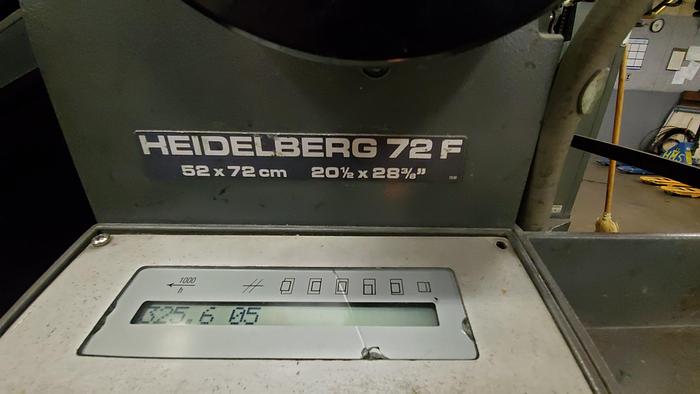 HEIDELBERG 72 F
52 x 72 cm 20½ x 28⅜"
1000
h
325.6 05